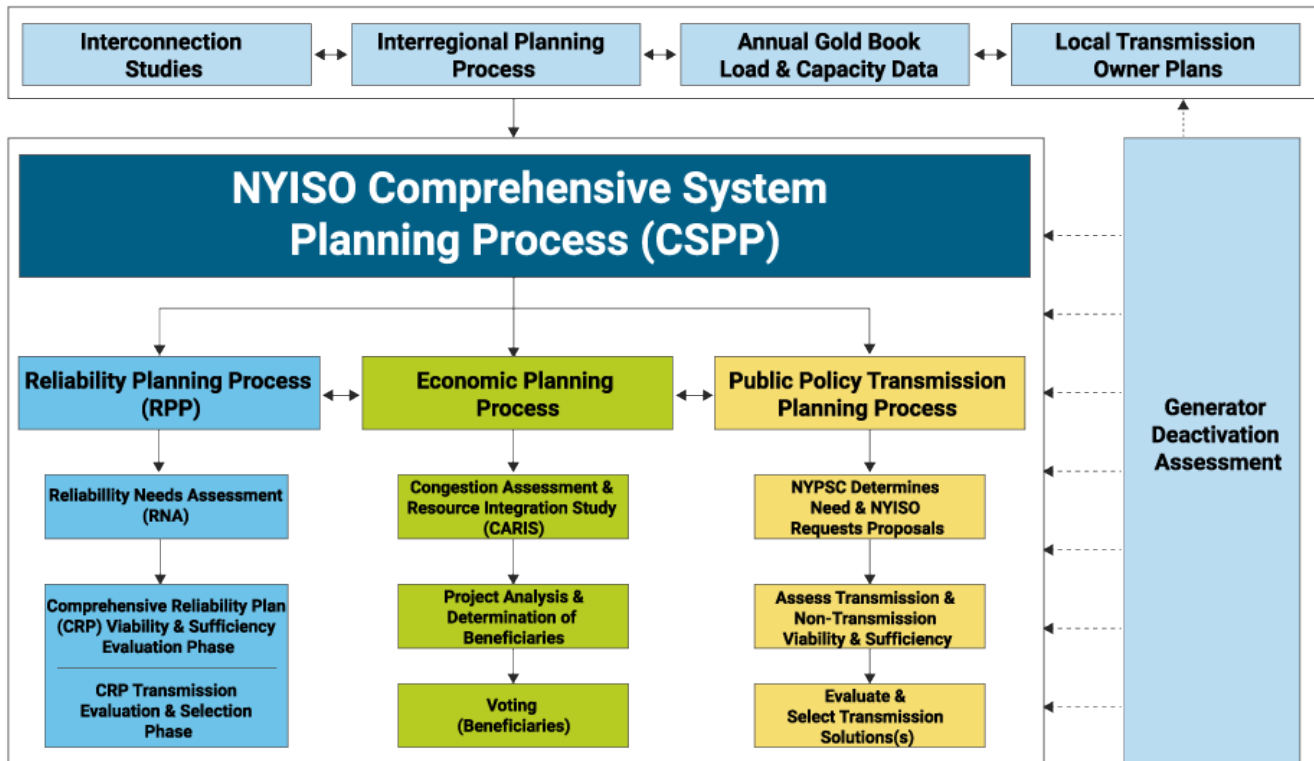 Interconnection
Studies
Interregional Planning
Process
Annual Gold Book
Load & Capacity Data
Local Transmission
Owner Plans
NYISO Comprehensive System
Planning Process (CSPP)
Reliability Planning Process
(RPP)
Economic Planning
Process
Public Policy Transmission
Planning Process
Generator
Deactivation
Assessment
Reliabillity Needs Assessment
(RNA)
Congestion Assessment &
Resource Integration Study
(CARIS)
NYPSC Determines
Need & NYISO
Requests Proposals
Comprehensive Reliability Plan
(CRP) Viability & Sufficiency
Evaluation Phase
CRP Transmission
Evaluation & Selection
Phase
Project Analysis &
Determination of
Beneficiaries
Assess Transmission &
Non-Transmission
Viability & Sufficiency
Voting
(Beneficiaries)
Evaluate &
Select Transmission
Solutions(s)